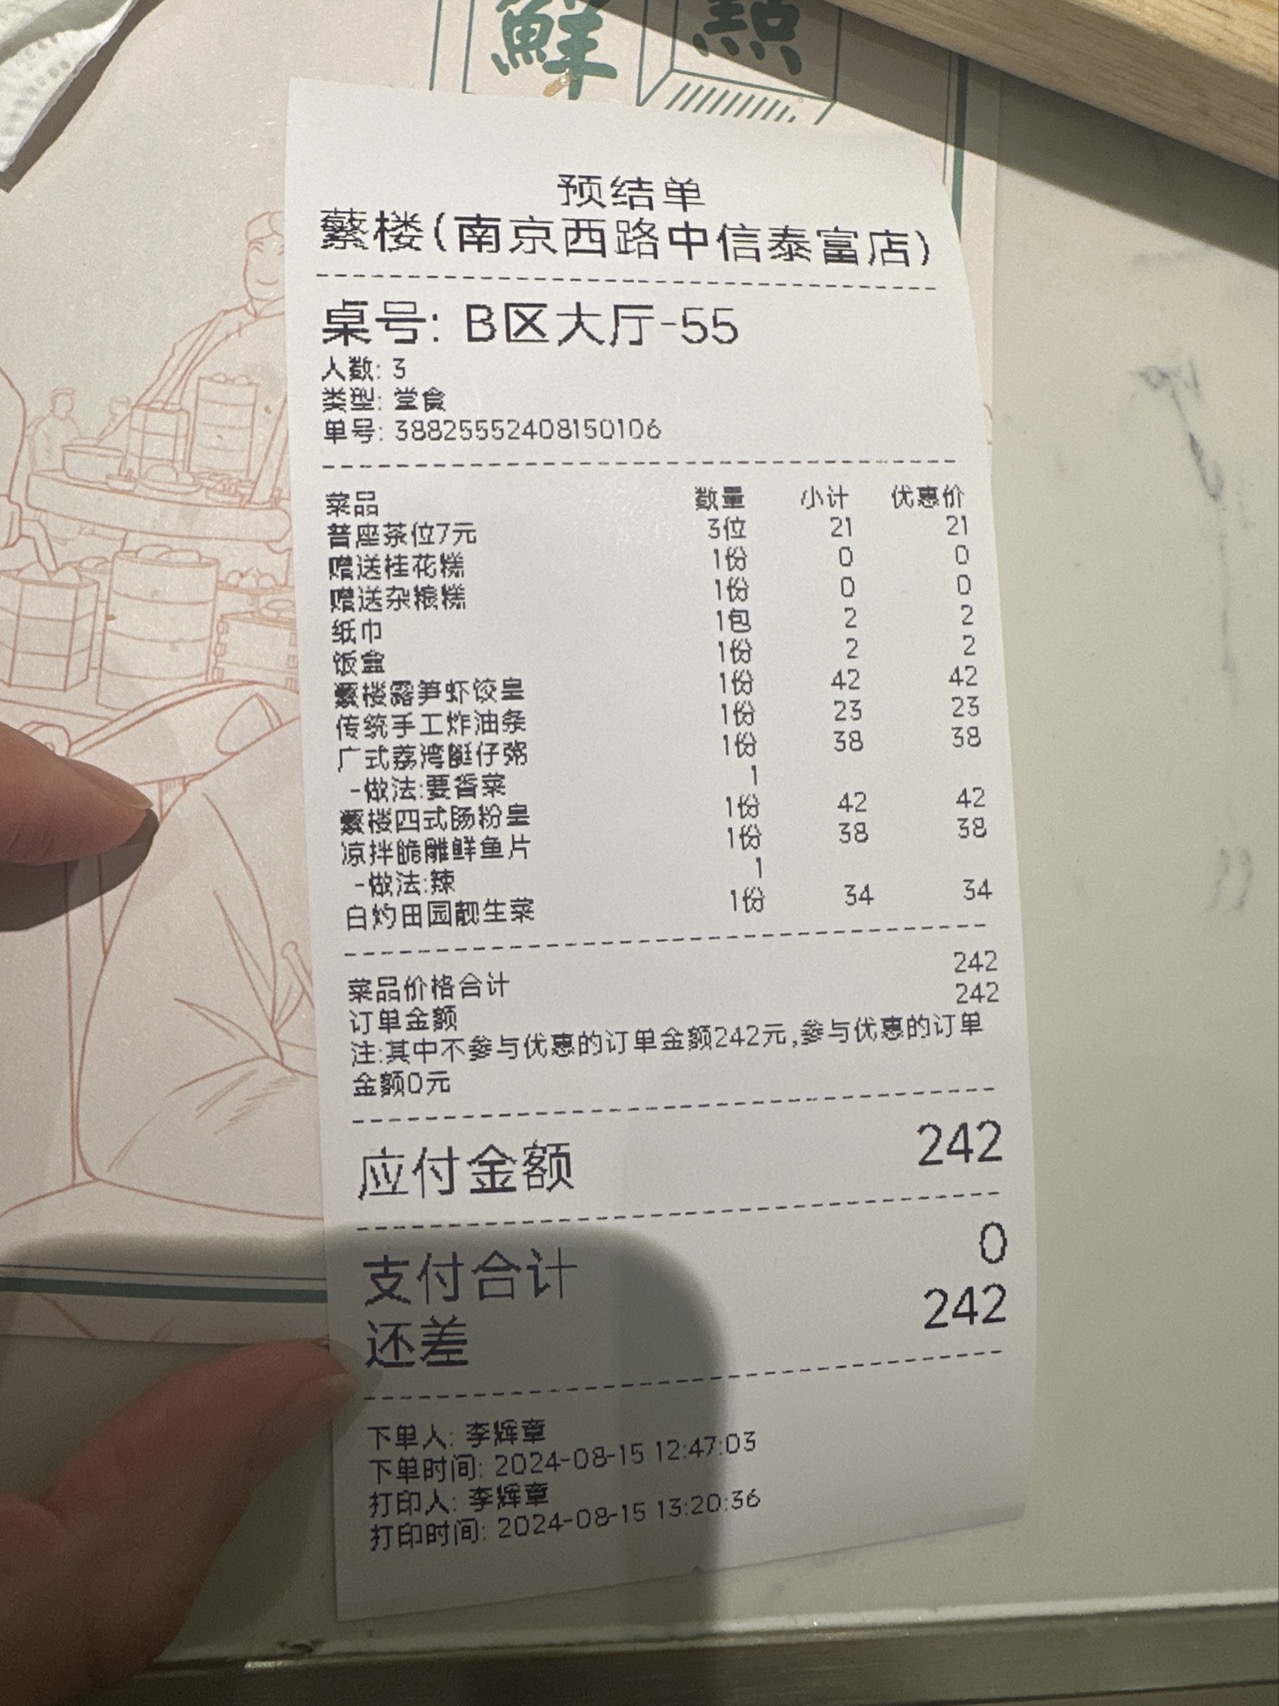 鮮 點
预结单
蘩楼(南京西路中信泰富店)
桌号: B区大厅-55
人数: 3
类型: 堂食
单号: 38825552408150106
菜品 数量 小计 优惠价
普座茶位7元 3位 21 21
赠送桂花糕 1份 0 0
赠送杂粮糕 1份 0 0
纸巾 1包 2 2
饭盒 1份 2 2
蘩楼露笋虾饺皇 1份 42 42
传统手工炸油条 1份 23 23
广式荔湾艇仔粥 1份 38 38
-做法:要香菜 1
蘩楼四式肠粉皇 1份 42 42
凉拌脆雕鲜鱼片 1份 38 38
-做法:辣 1
白灼田园靓生菜 1份 34 34
菜品价格合计 242
订单金额 242
注:其中不参与优惠的订单金额242元,参与优惠的订单
金额0元
应付金额 242
支付合计 0
还差 242
下单人: 李辉章
下单时间: 2024-08-15 12:47:03
打印人: 李辉章
打印时间: 2024-08-15 13:20:36